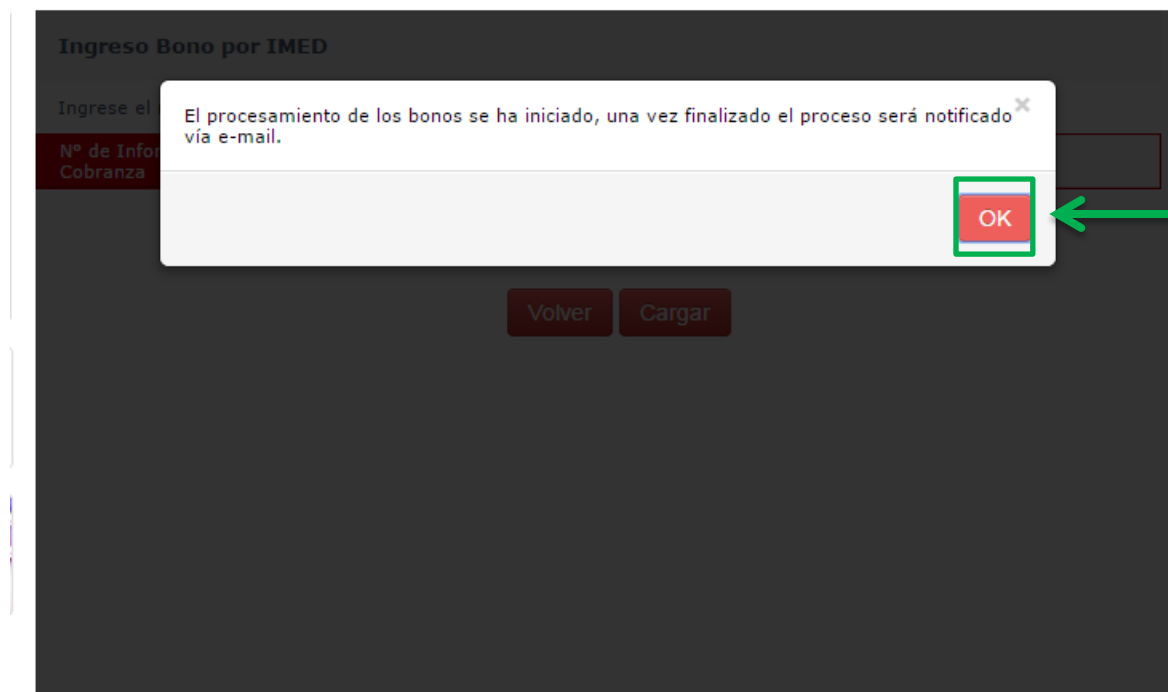 Ingreso Bono por IMED
Ingrese el
El procesamiento de los bonos se ha iniciado, una vez finalizado el proceso será notificado
vía e-mail.
Nº de Infor
Cobranza
OK
Volver Cargar